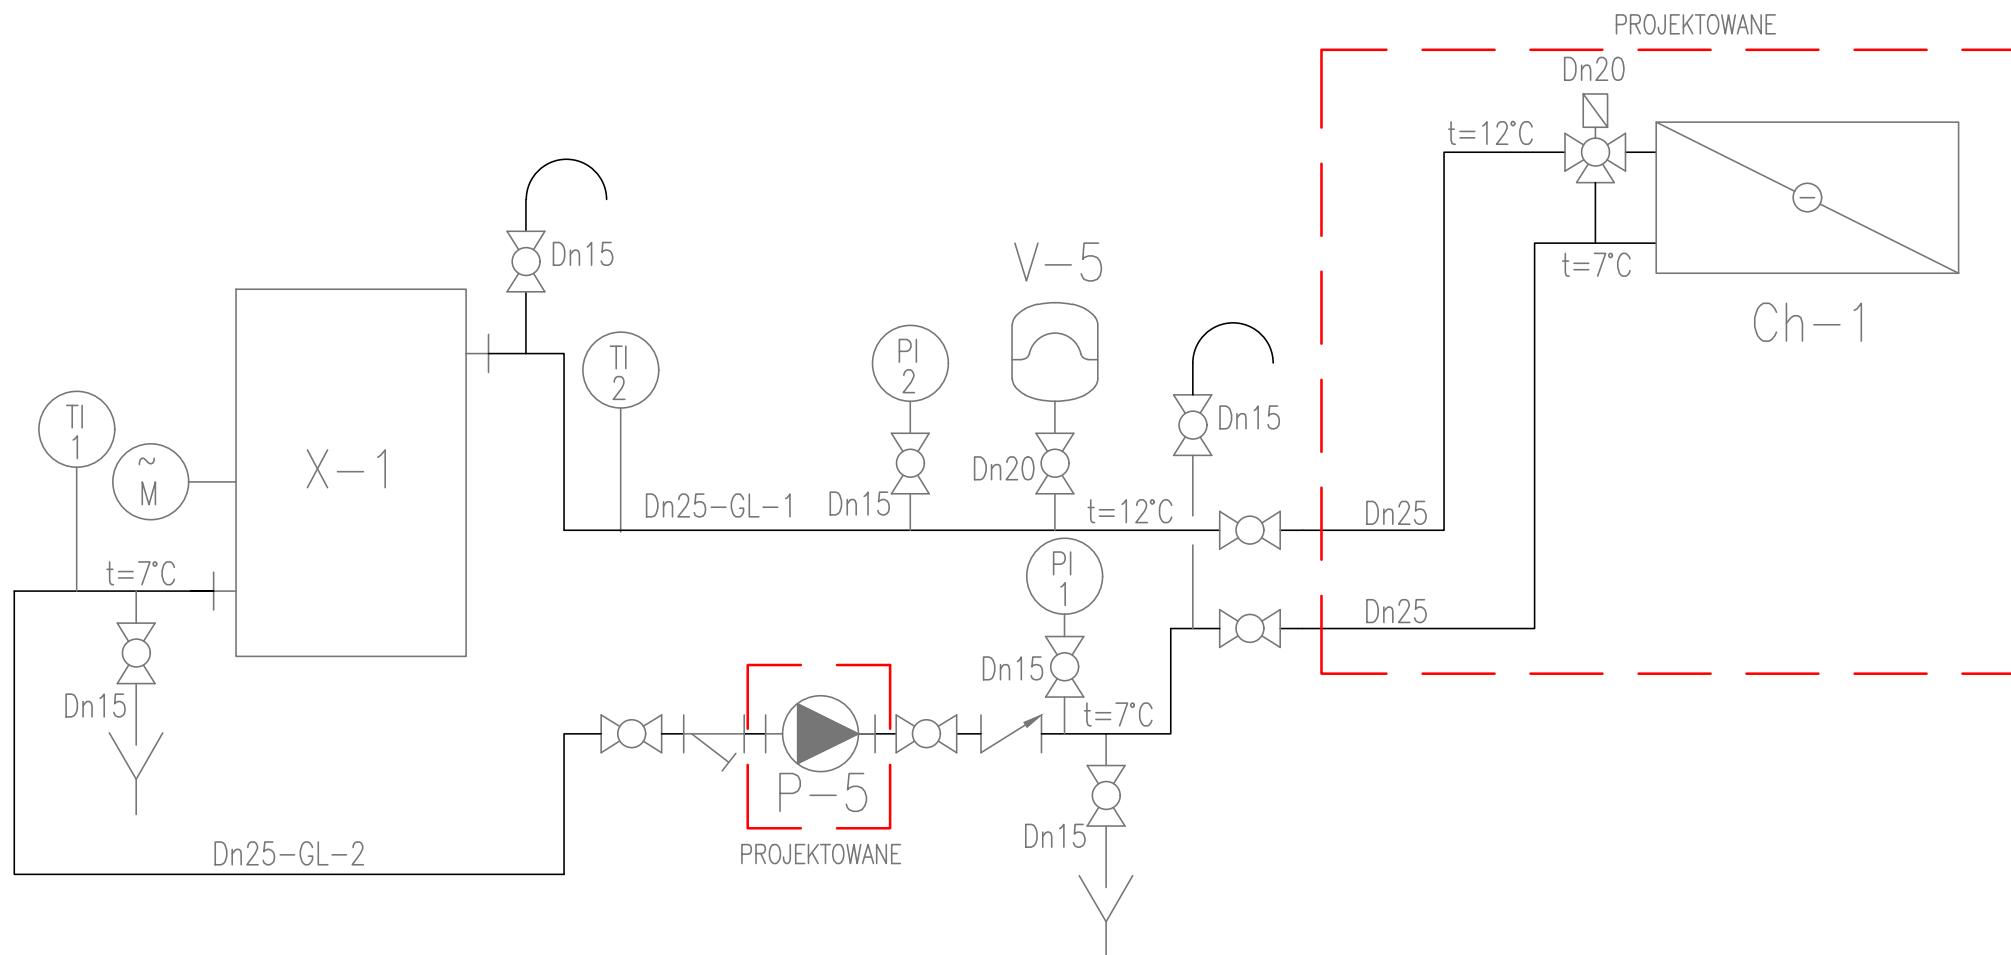 PROJEKTOWANE
Dn20
t=12°C
t=7°C
Ch-1
Dn15
V-5
TI
2
PI
2
TI
1
~
M
X-1
Dn15
Dn25-GL-1
Dn15
Dn20
t=12°C
Dn25
t=7°C
PI
1
Dn25
Dn15
Dn15
t=7°C
P-5
Dn15
Dn25-GL-2
PROJEKTOWANE